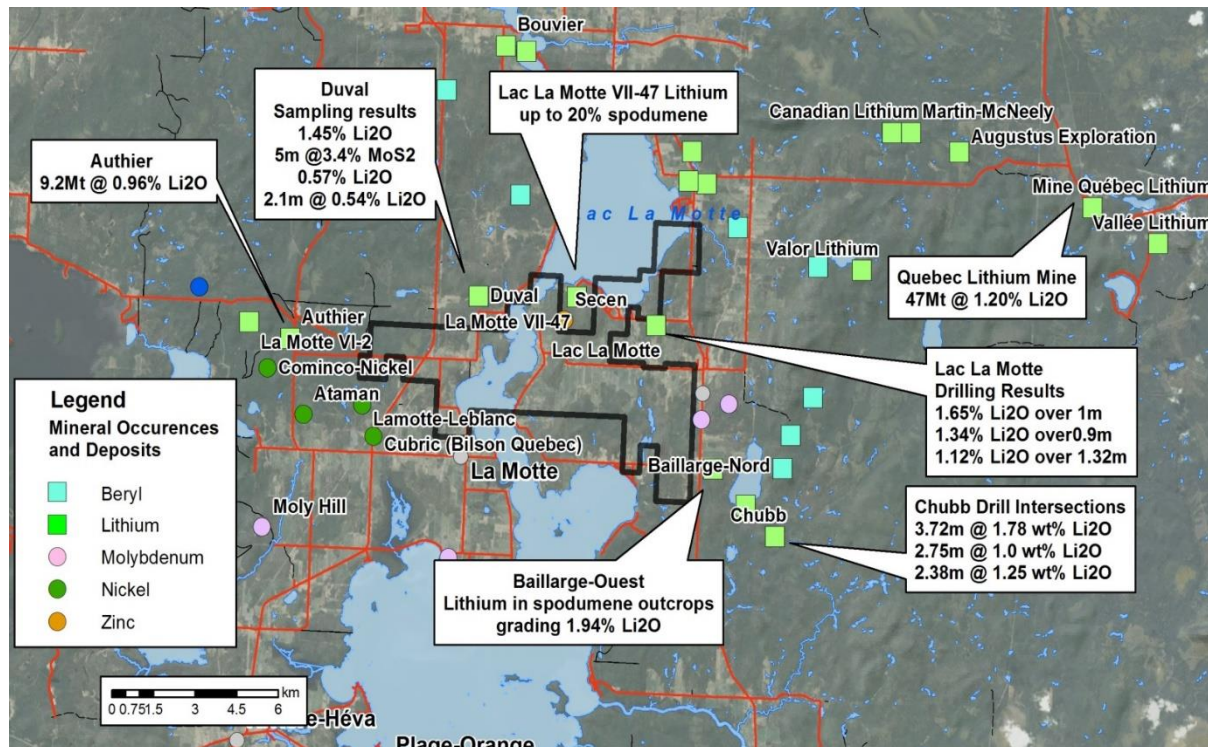 Bouvier
Duval
Sampling results
1.45% Li2O
5m @3.4% MoS2
0.57% Li2O
2.1m @ 0.54% Li2O
Lac La Motte VII-47 Lithium
up to 20% spodumene
Canadian Lithium Martin-McNeely
Augustus Exploration
Authier
9.2Mt @ 0.96% Li2O
Mine Québec Lithium
Vallée Lithium
ac La Motte
Valor Lithium
Quebec Lithium Mine
47Mt @ 1.20% Li2O
Duval
Secen
Authier
La Motte VII-47
La Motte VI-2
Lac La Motte
Cominco-Nickel
Ataman
Lac La Motte
Drilling Results
1.65% Li2O over 1m
1.34% Li2O over0.9m
1.12% Li2O over 1.32m
Lamotte-Leblanc
Cubric (Bilson Quebec)
La Motte
Baillarge-Nord
Legend
Mineral Occurences
and Deposits
Beryl
Lithium
Molybdenum
Nickel
Zinc
Moly Hill
Chubb
Chubb Drill Intersections
3.72m @ 1.78 wt% Li2O
2.75m @ 1.0 wt% Li2O
2.38m @ 1.25 wt% Li2O
Baillarge-Ouest
Lithium in spodumene outcrops
grading 1.94% Li2O
km
0 0.751.5 3 4.5 6
e-Héva
Plage-Orange